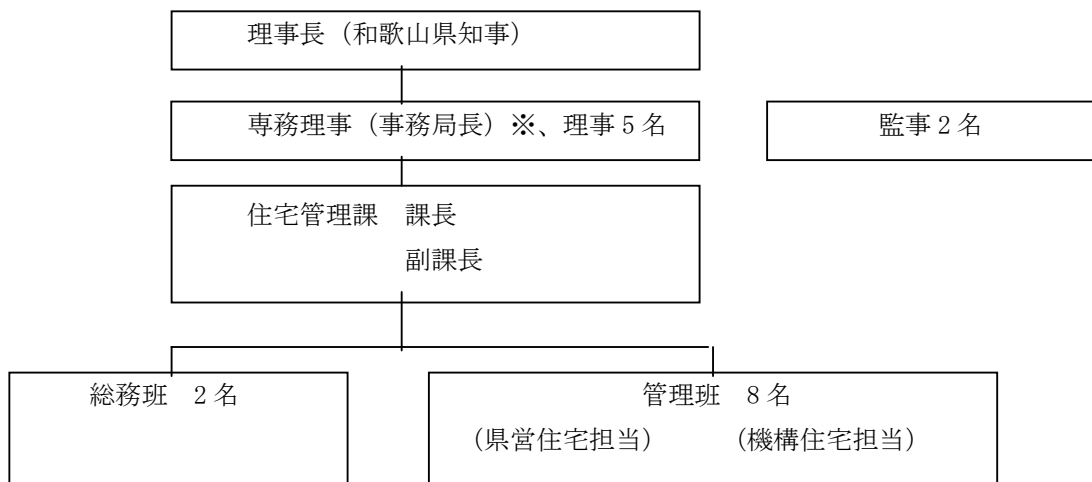 理事長（和歌山県知事）
専務理事（事務局長）※、理事5名
監事2名
住宅管理課　課長
副課長
総務班　2名
管理班　8名
（県営住宅担当）　　　（機構住宅担当）